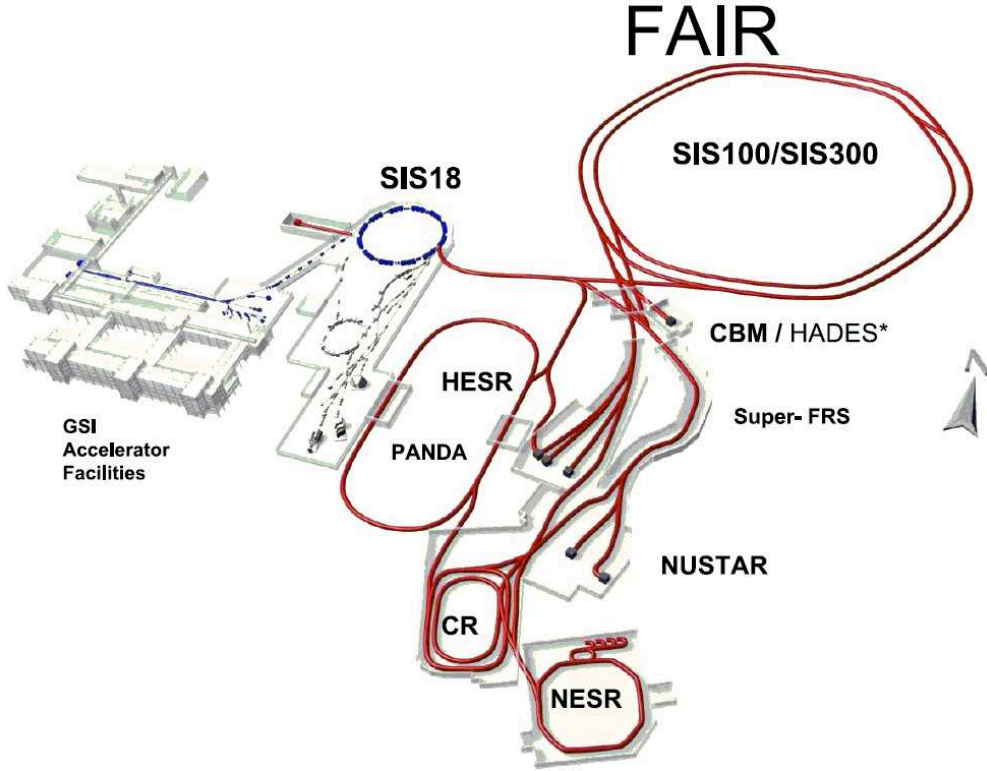 FAIR
SIS100/SIS300
SIS18
CBM / HADES*
HESR
GSI
Accelerator
Facilities
Super- FRS
PANDA
NUSTAR
CR
NESR